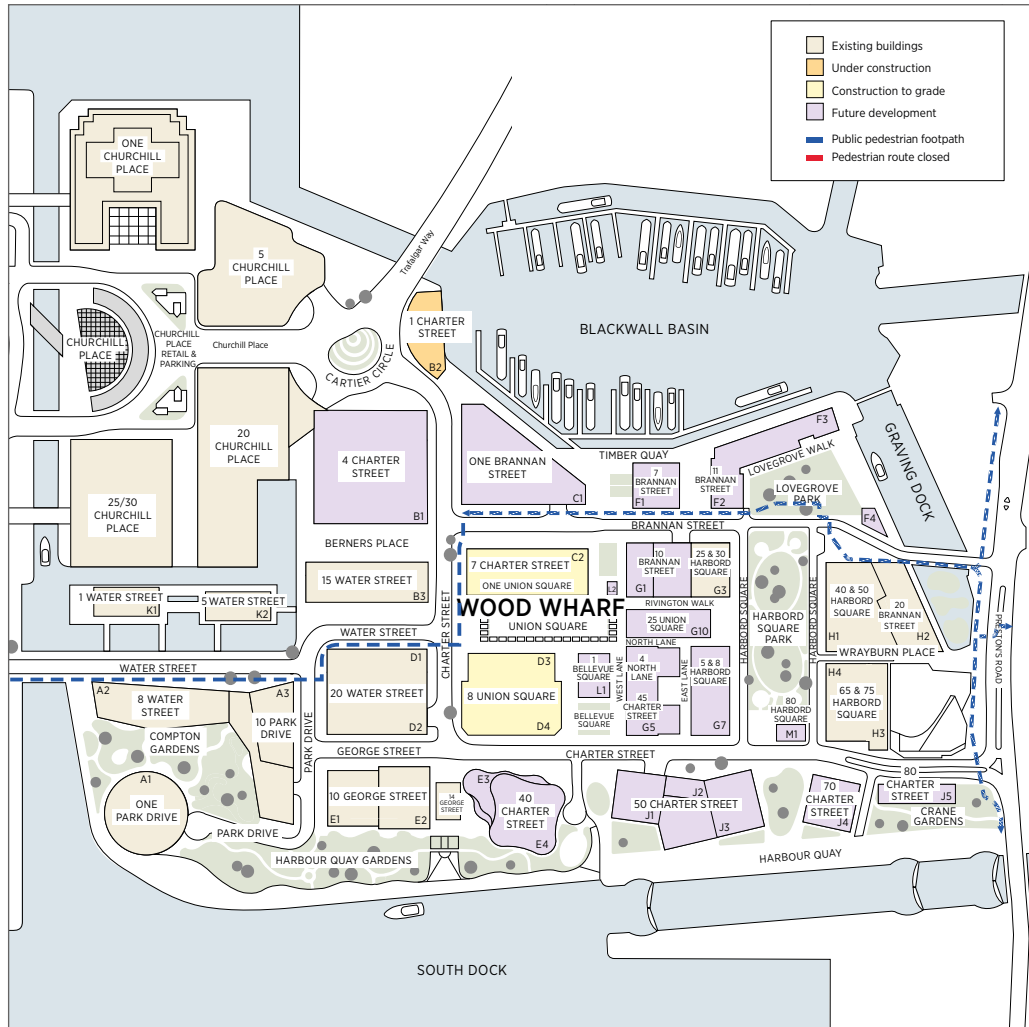 Existing buildings
Under construction
Construction to grade
Future development
Public pedestrian footpath
Pedestrian route closed
ONE
CHURCHILL
PLACE
5
CHURCHILL
PLACE
Trafalgar Way
1 CHARTER
STREET
B2
BLACKWALL BASIN
CHURCHILL
PLACE
CHURCHILL
PLACE
RETAIL &
PARKING
Churchill Place
CARTIER CIRCLE
20
CHURCHILL
PLACE
25/30
CHURCHILL
PLACE
4 CHARTER
STREET
B1
ONE BRANNAN
STREET
C1
TIMBER QUAY
7
BRANNAN
STREET
F1
11
BRANNAN
STREET
F2
F3
LOVEGROVE WALK
LOVEGROVE
PARK
F4
GRAVING DOCK
BRANNAN STREET
BERNERS PLACE
15 WATER STREET
B3
1 WATER STREET
K1
5 WATER STREET
K2
7 CHARTER STREET
C2
ONE UNION SQUARE
WOOD WHARF
UNION SQUARE
L2
10
BRANNAN
STREET
G1
25 & 30
HARBORD
SQUARE
G3
RIVINGTON WALK
25 UNION
SQUARE
G10
NORTH LANE
HARBORD SQUARE
HARBORD
SQUARE
PARK
HARBORD SQUARE
40 & 50
HARBORD
SQUARE
H1
20
BRANNAN
STREET
H2
WRAYBURN PLACE
PRESTON'S ROAD
WATER STREET
WATER STREET
CHARTER STREET
D1
20 WATER STREET
D2
D3
8 UNION SQUARE
D4
1
BELLEVUE
SQUARE
L1
BELLEVUE
SQUARE
WEST LANE
4
NORTH
LANE
45
CHARTER
STREET
G5
EAST LANE
5 & 8
HARBORD
SQUARE
G7
80
HARBORD
SQUARE
M1
H4
65 & 75
HARBORD
SQUARE
H3
A2
8 WATER
STREET
A3
10 PARK
DRIVE
PARK DRIVE
COMPTON
GARDENS
A1
ONE
PARK DRIVE
PARK DRIVE
GEORGE STREET
CHARTER STREET
10 GEORGE STREET
E1
E2
14
GEORGE
STREET
E3
40
CHARTER
STREET
E4
50 CHARTER STREET
J1
J2
J3
70
CHARTER
STREET
J4
80
CHARTER
STREET
J5
CRANE
GARDENS
HARBOUR QUAY GARDENS
HARBOUR QUAY
SOUTH DOCK